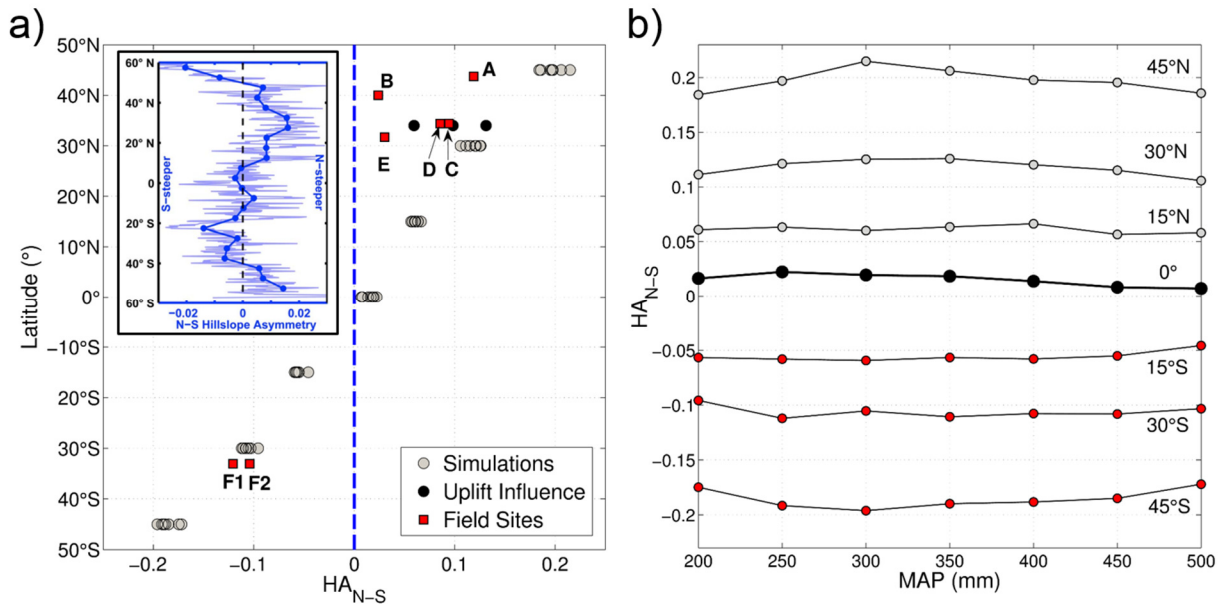 a)
50°N
40°N
30°N
20°N
10°N
0°
−10°S
20°S
30°S
40°S
50°S
Latitude (°)
−0.2
−0.1
0
0.1
0.2
HAN−S
60° N
40° N
20° N
0
20° S
40° S
60° S
S−steeper
N−steeper
−0.02
0
0.02
N−S Hillslope Asymmetry
A
B
E
D
C
F1 F2
Simulations
Uplift Influence
Field Sites
b)
0.2
0.15
0.1
0.05
0
−0.05
−0.1
−0.15
−0.2
HAN−S
45°N
30°N
15°N
0°
15°S
30°S
45°S
200
250
300
350
400
450
500
MAP (mm)